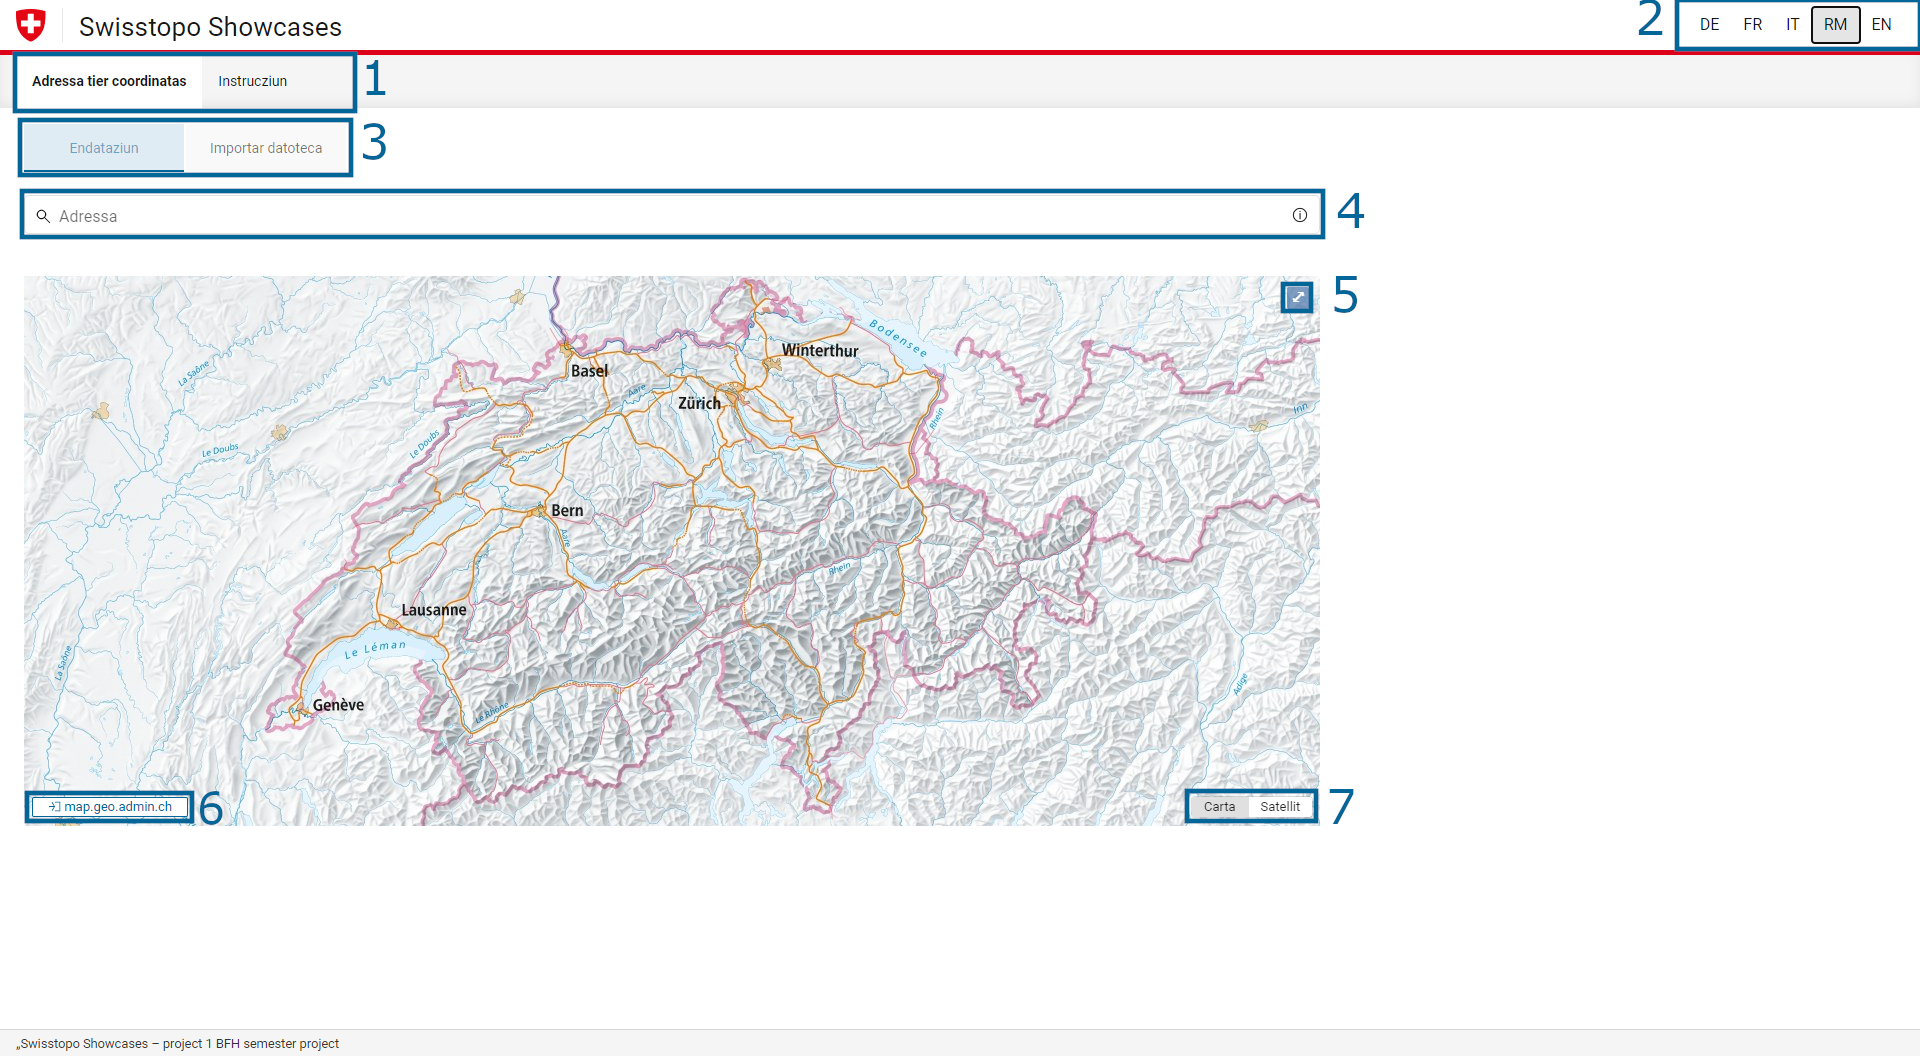 Swisstopo Showcases
2
DE FR IT RM EN
Adressa tier coordinatas
Instrucziun
1
Endataziun
Importar datoteca
3
Adressa
4
5
Bodensee
Winterthur
Basel
La Saône
Aare
Zürich
Inn
Rhein
Le Doubs
Le Doubs
Bern
Aare
Rhein
Lausanne
Le Léman
La Saône
Adige
Genève
Le Rhône
map.geo.admin.ch
6
Carta
Satellit
7
„Swisstopo Showcases – project 1 BFH semester project